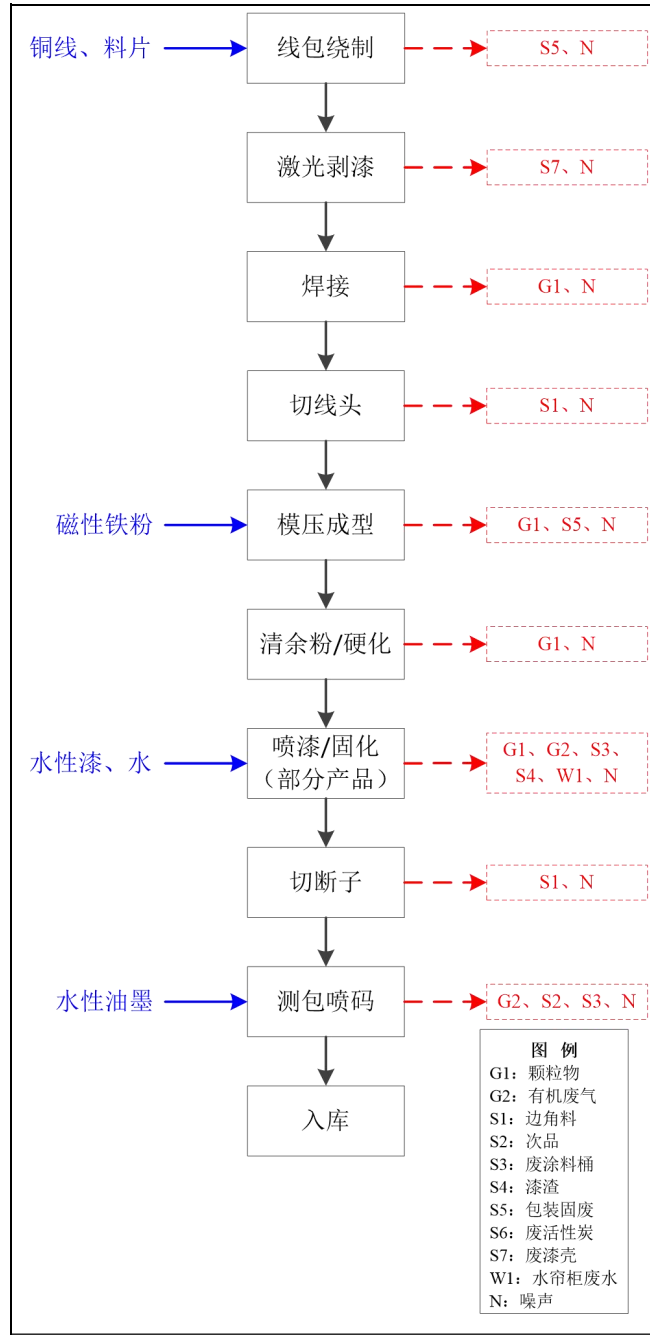 铜线、料片
线包绕制
S5、N
激光剥漆
S7、N
焊接
G1、N
切线头
S1、N
磁性铁粉
模压成型
G1、S5、N
清余粉/硬化
G1、N
水性漆、水
喷漆/固化
（部分产品）
G1、G2、S3、
S4、W1、N
切断子
S1、N
水性油墨
测包喷码
G2、S2、S3、N
入库
图 例
G1：颗粒物
G2：有机废气
S1：边角料
S2：次品
S3：废涂料桶
S4：漆渣
S5：包装固废
S6：废活性炭
S7：废漆壳
W1：水帘柜废水
N：噪声